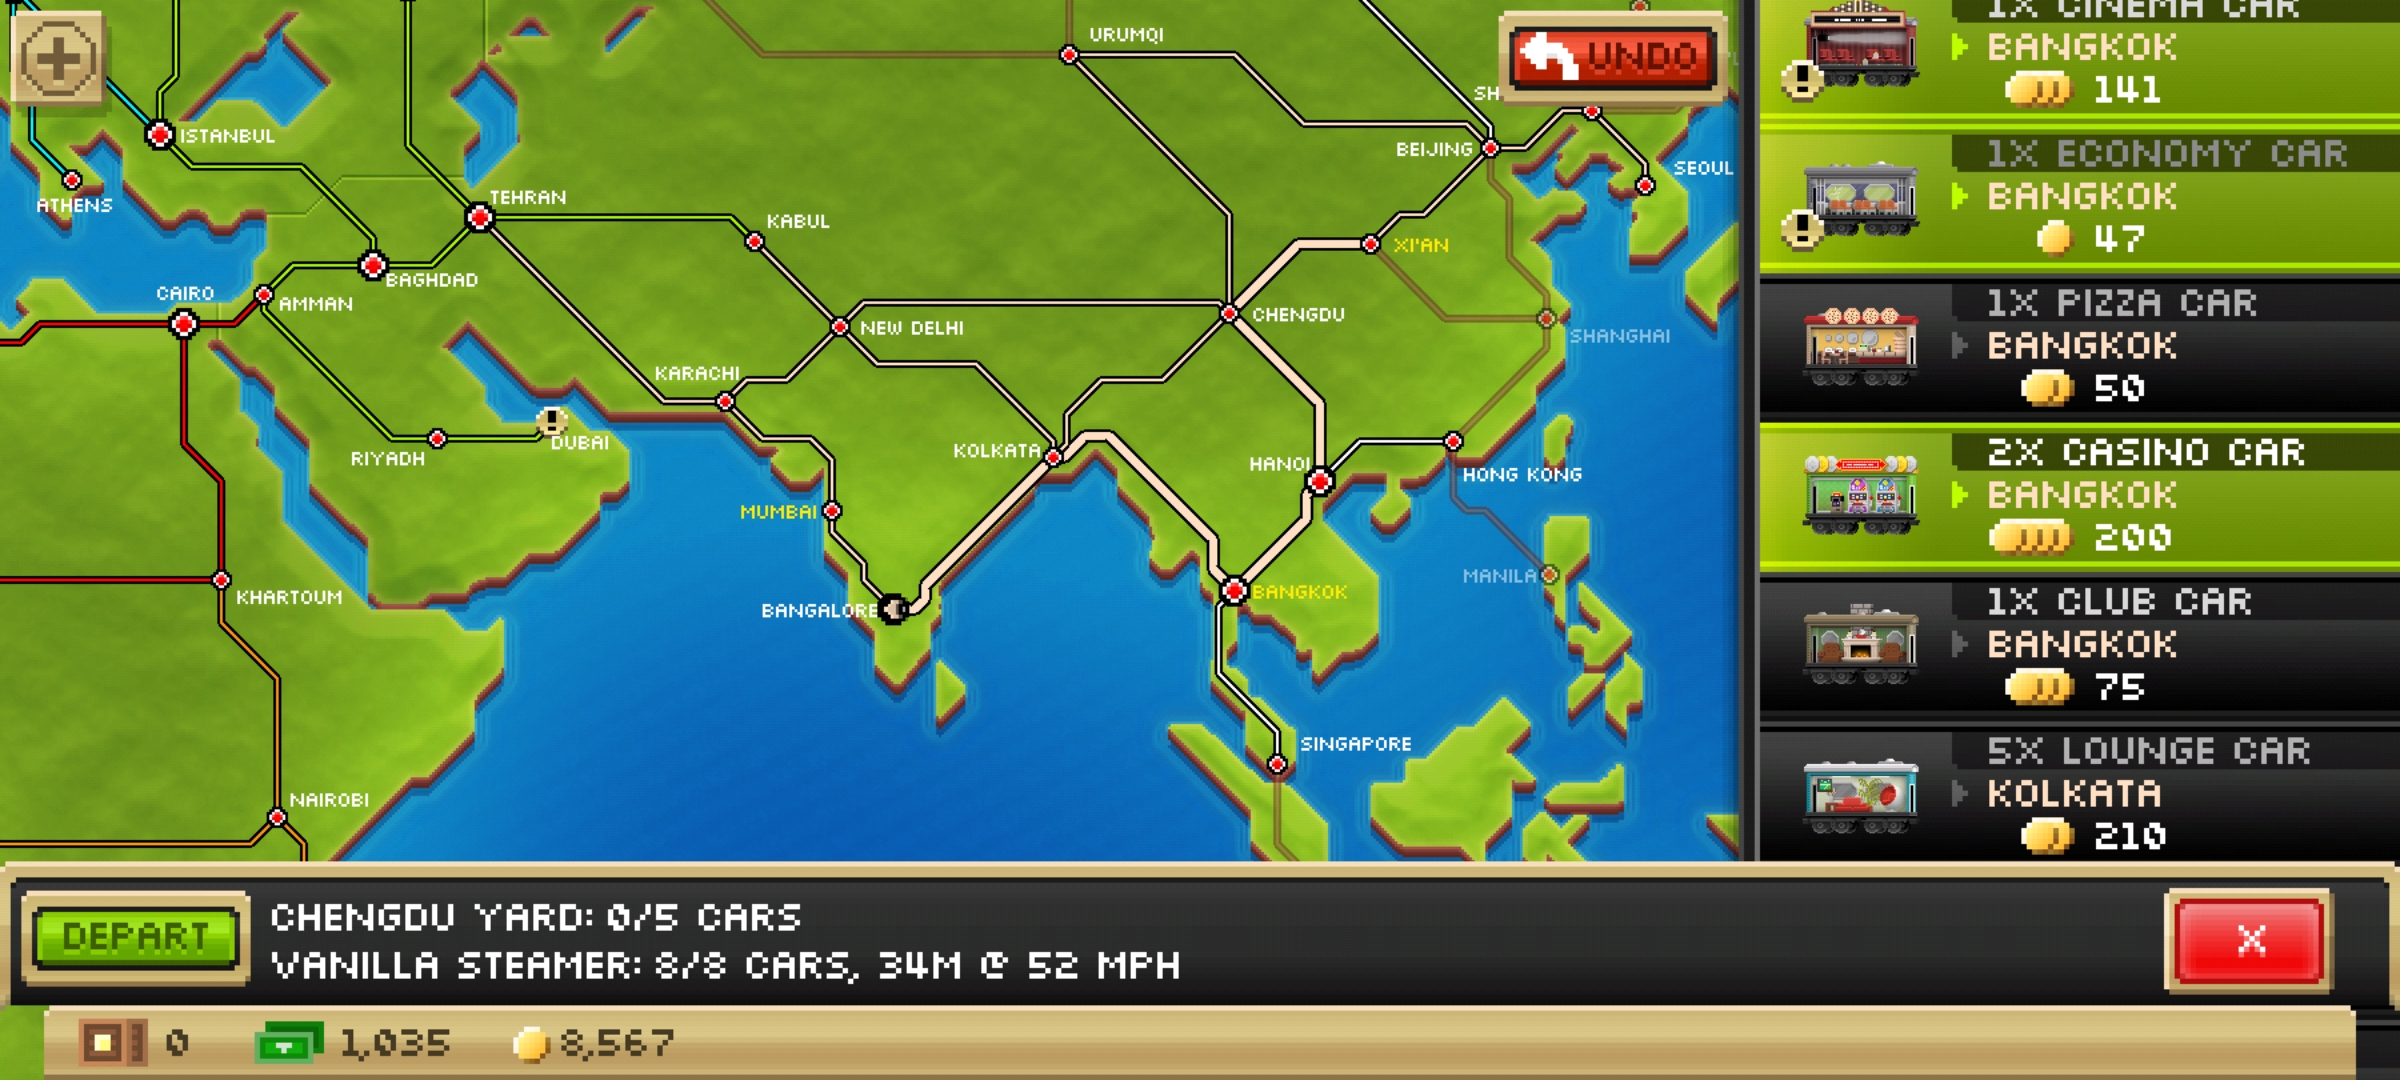 URUMQI
UNDO
SH
BEIJING
SEOUL
ISTANBUL
ATHENS
TEHRAN
KABUL
XI'AN
BAGHDAD
CAIRO
AMMAN
NEW DELHI
CHENGDU
SHANGHAI
KARACHI
RIYADH
DUBAI
KOLKATA
HANOI
HONG KONG
MUMBAI
MANILA
BANGKOK
KHARTOUM
BANGALORE
SINGAPORE
NAIROBI
1X CINEMA CAR
BANGKOK
141
1X ECONOMY CAR
BANGKOK
47
1X PIZZA CAR
BANGKOK
50
2X CASINO CAR
BANGKOK
200
1X CLUB CAR
BANGKOK
75
5X LOUNGE CAR
KOLKATA
210
DEPART
CHENGDU YARD: 0/5 CARS
VANILLA STEAMER: 8/8 CARS, 34M @ 52 MPH
X
0
1,035
8,567